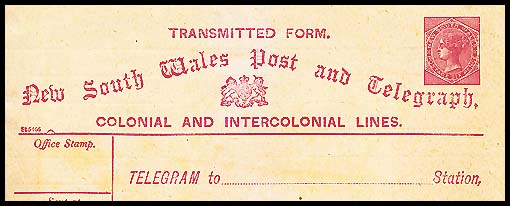 TRANSMITTED FORM.
New South Wales Post and Telegraph.
COLONIAL AND INTERCOLONIAL LINES.
Office Stamp.
TELEGRAM to Station,